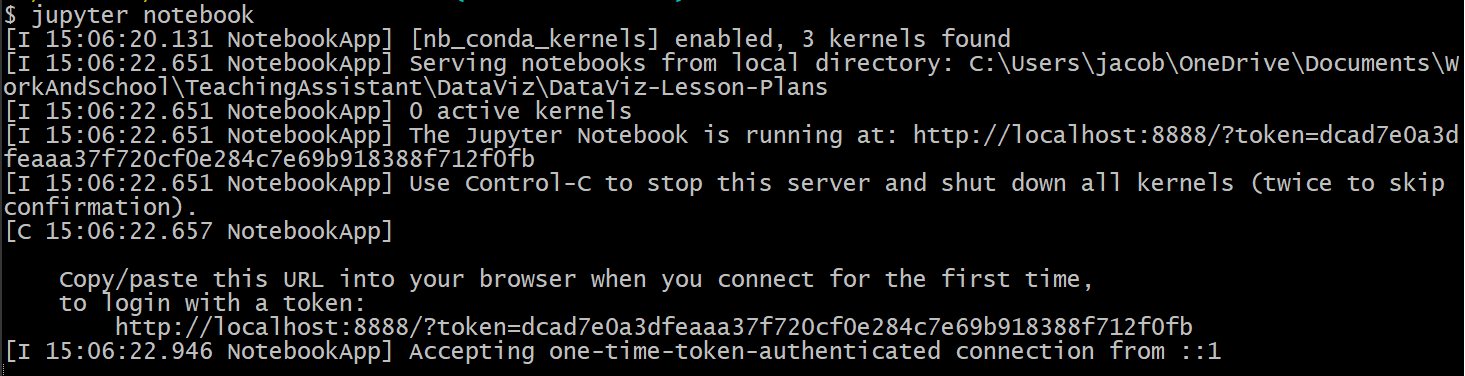 $ jupyter notebook
[I 15:06:20.131 NotebookApp] [nb_conda_kernels] enabled, 3 kernels found
[I 15:06:22.651 NotebookApp] Serving notebooks from local directory: C:\Users\jacob\OneDrive\Documents\W
orkAndSchool\TeachingAssistant\DataViz\DataViz-Lesson-Plans
[I 15:06:22.651 NotebookApp] 0 active kernels
[I 15:06:22.651 NotebookApp] The Jupyter Notebook is running at: http://localhost:8888/?token=dcad7e0a3d
feaaa37f720cf0e284c7e69b918388f712f0fb
[I 15:06:22.651 NotebookApp] Use Control-C to stop this server and shut down all kernels (twice to skip
confirmation).
[C 15:06:22.657 NotebookApp]
Copy/paste this URL into your browser when you connect for the first time,
to login with a token:
http://localhost:8888/?token=dcad7e0a3dfeaaa37f720cf0e284c7e69b918388f712f0fb
[I 15:06:22.946 NotebookApp] Accepting one-time-token-authenticated connection from ::1